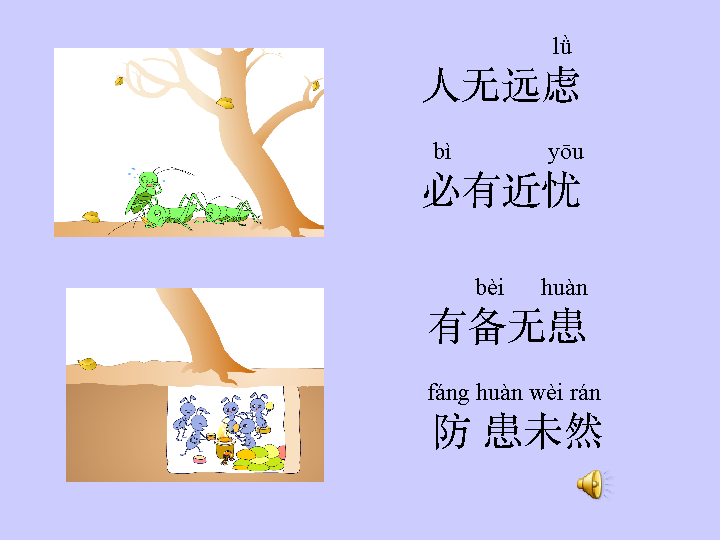 lǜ
人无远虑
bì yōu
必有近忧
bèi huàn
有备无患
fáng huàn wèi rán
防 患未然